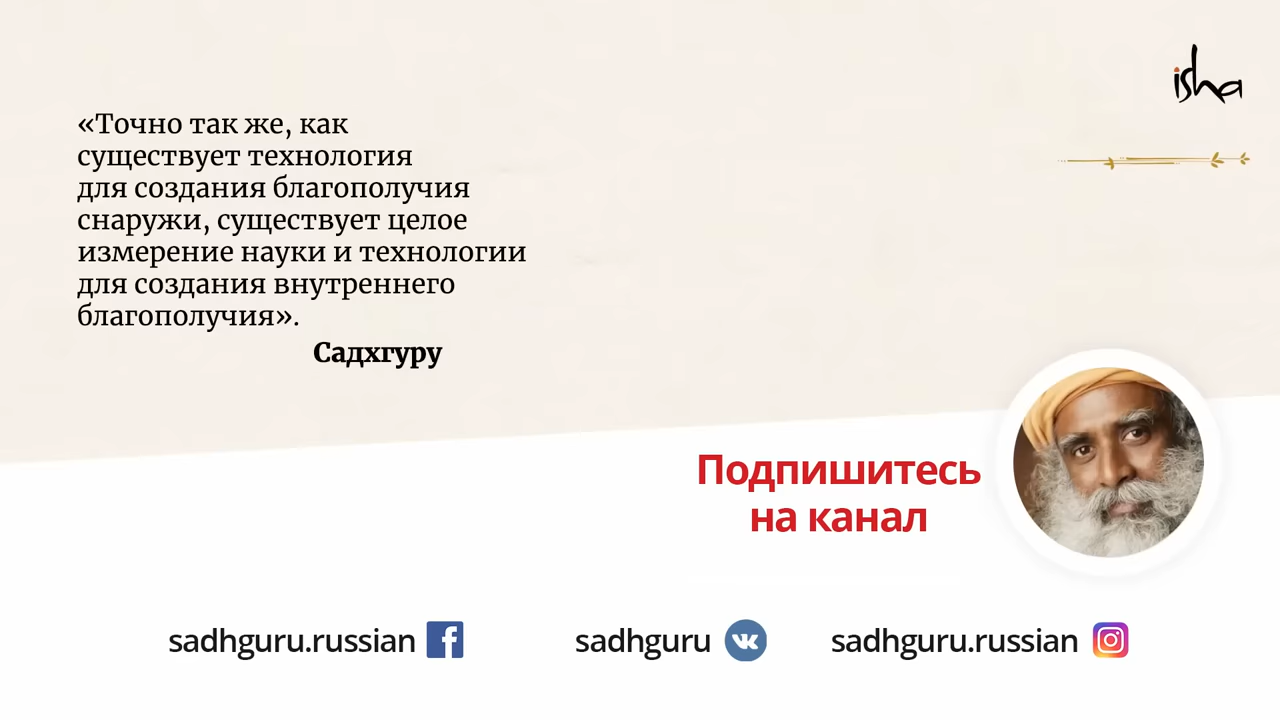 isha
«Точно так же, как
существует технология
для создания благополучия
снаружи, существует целое
измерение науки и технологии
для создания внутреннего
благополучия».
Садхгуру
Подпишитесь
на канал
sadhguru.russian
sadhguru
sadhguru.russian